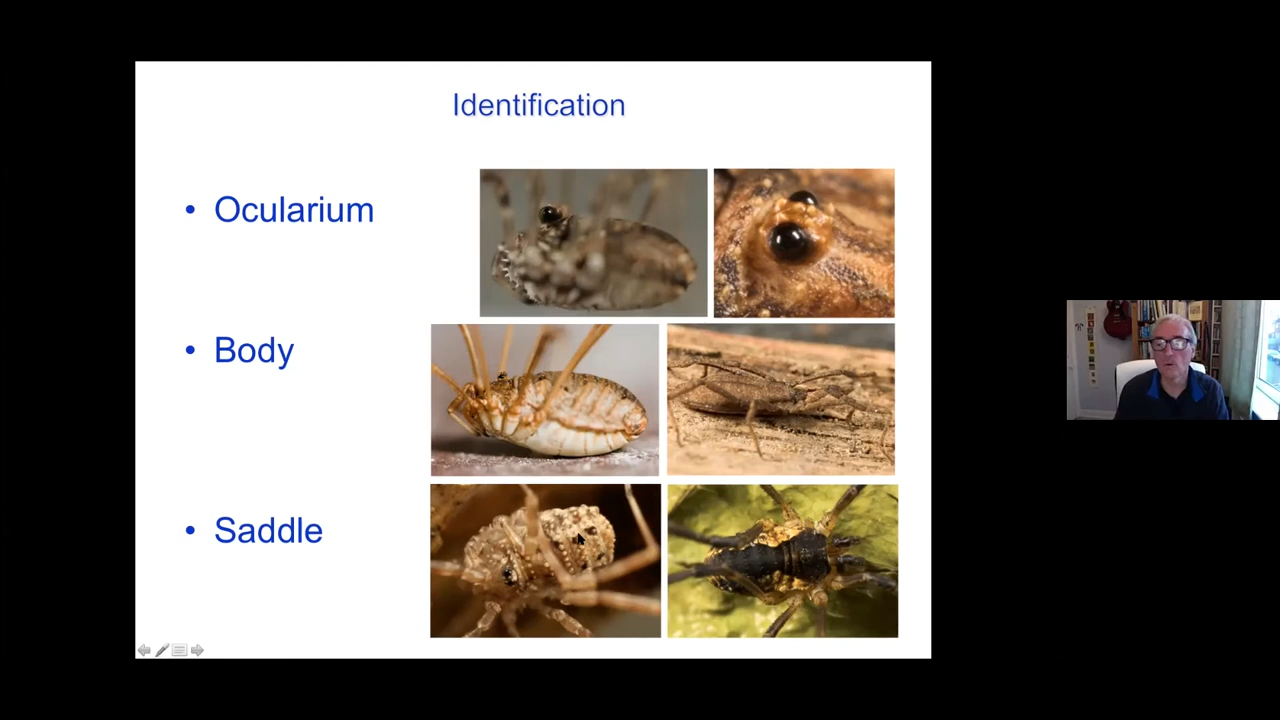 Identification
• Ocularium
• Body
• Saddle